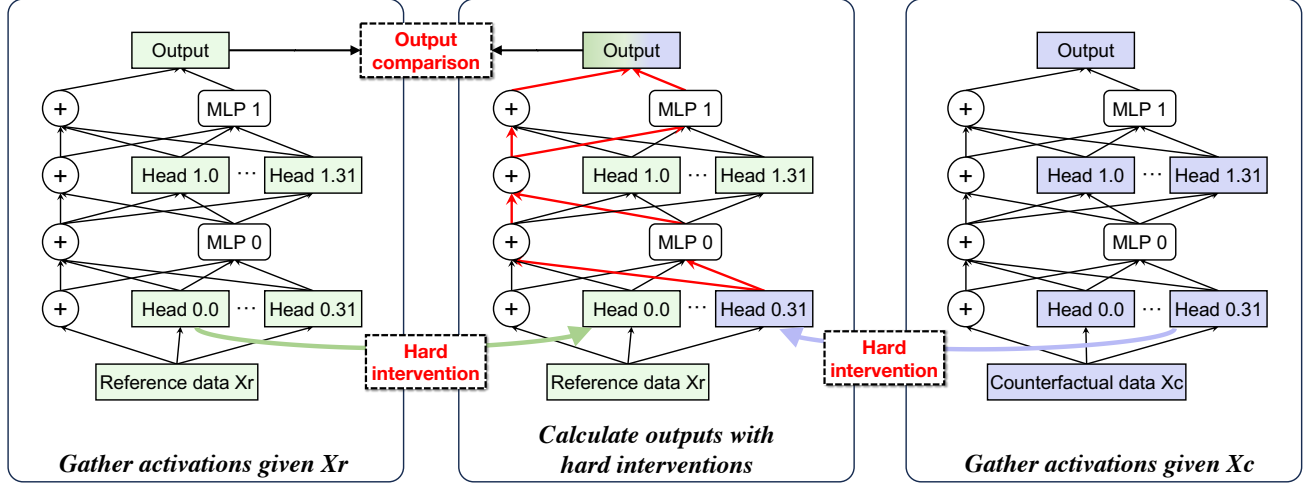 Output
+
MLP 1
+
Head 1.0
...
Head 1.31
+
MLP 0
+
Head 0.0
...
Head 0.31
Reference data Xr
Gather activations given Xr
Output
comparison
Hard
intervention
Output
+
MLP 1
+
Head 1.0
...
Head 1.31
+
MLP 0
+
Head 0.0
...
Head 0.31
Reference data Xr
Calculate outputs with
hard interventions
Hard
intervention
Output
+
MLP 1
+
Head 1.0
...
Head 1.31
+
MLP 0
+
Head 0.0
...
Head 0.31
Counterfactual data Xc
Gather activations given Xc